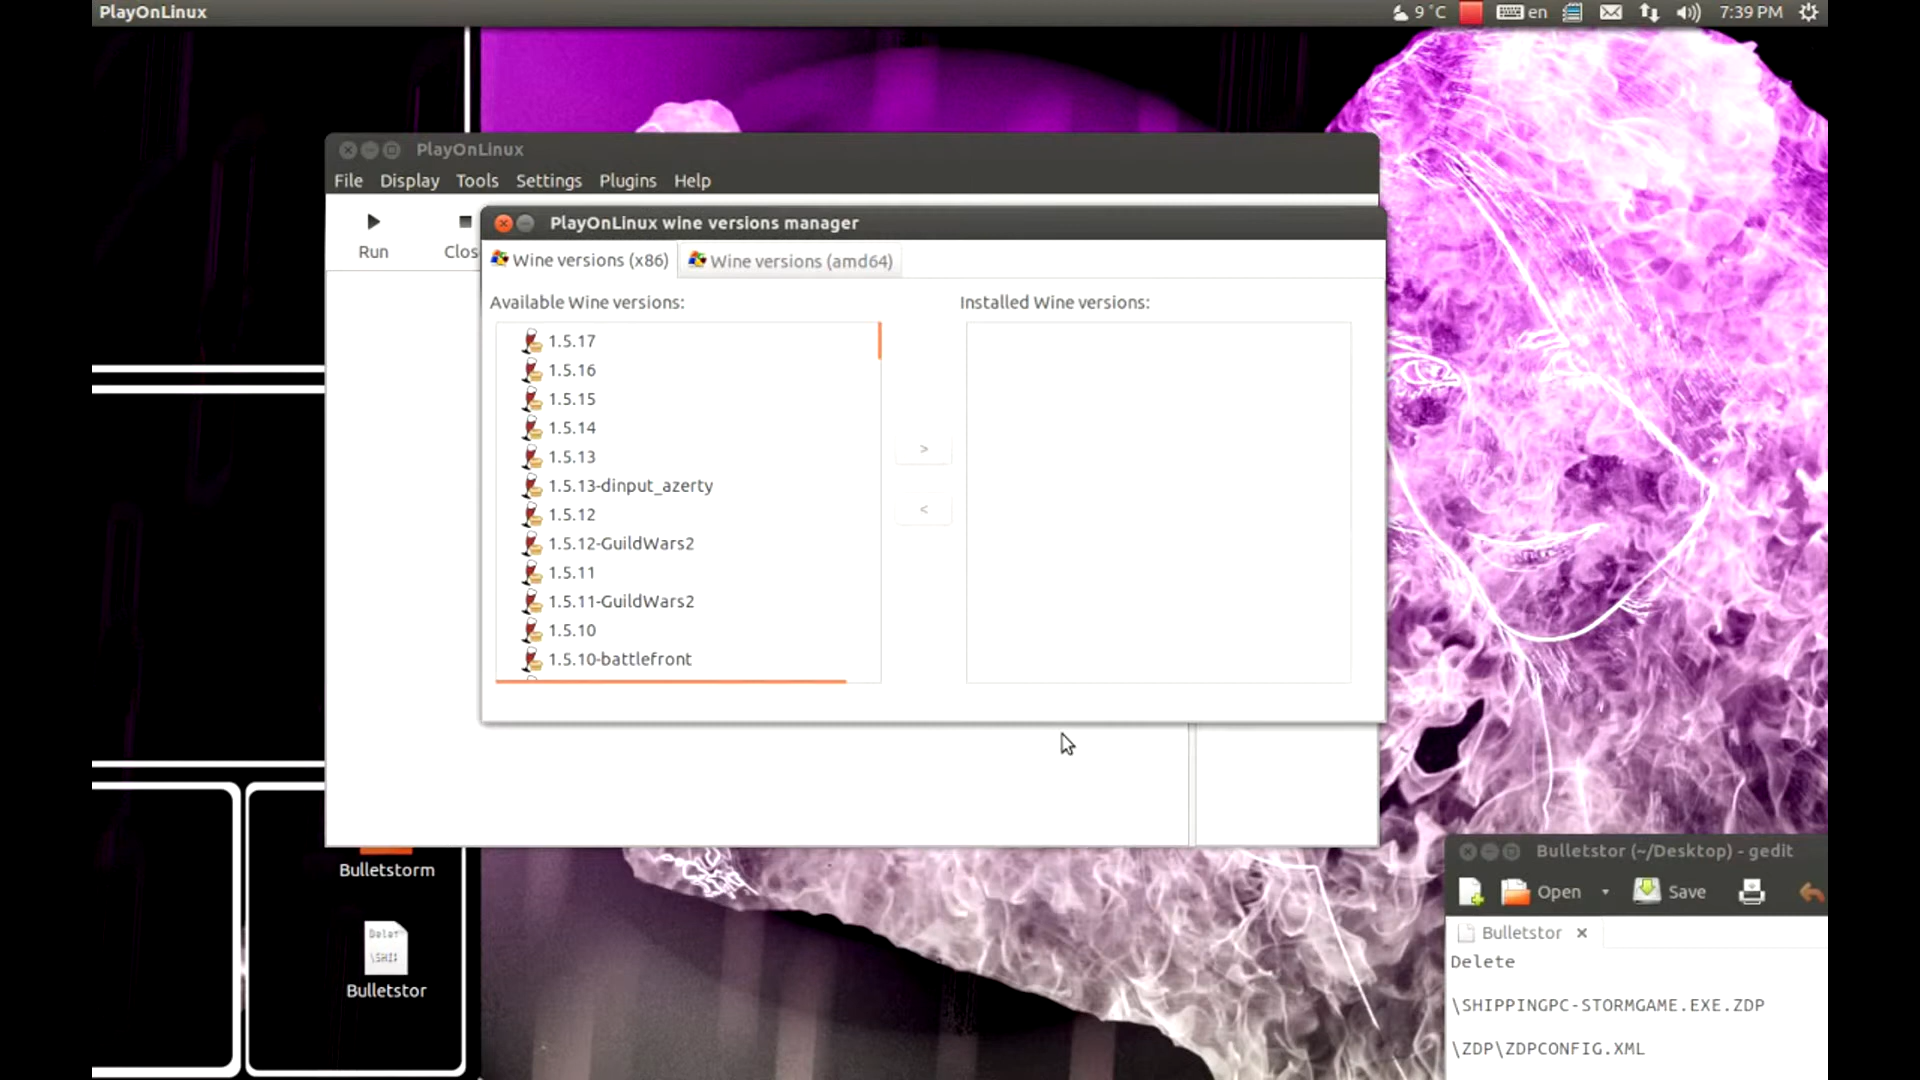 PlayOnLinux
9 °C
en
7:39 PM
PlayOnLinux
File Display Tools Settings Plugins Help
Run
Clos
PlayOnLinux wine versions manager
Wine versions (x86)
Wine versions (amd64)
Available Wine versions:
Installed Wine versions:
1.5.17
1.5.16
1.5.15
1.5.14
1.5.13
1.5.13-dinput_azerty
1.5.12
1.5.12-GuildWars2
1.5.11
1.5.11-GuildWars2
1.5.10
1.5.10-battlefront
>
<
Bulletstorm
Delet
\SHI
Bulletstor
Bulletstor (~/Desktop) - gedit
Open
Save
Bulletstor
Delete
\SHIPPINGPC-STORMGAME.EXE.ZDP
\ZDP\ZDPCONFIG.XML